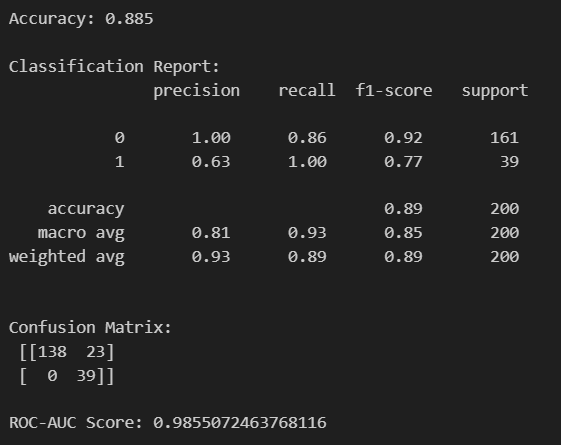 Accuracy: 0.885
Classification Report:
precision recall f1-score support
0 1.00 0.86 0.92 161
1 0.63 1.00 0.77 39
accuracy 0.89 200
macro avg 0.81 0.93 0.85 200
weighted avg 0.93 0.89 0.89 200
Confusion Matrix:
[[138 23]
[ 0 39]]
ROC-AUC Score: 0.9855072463768116